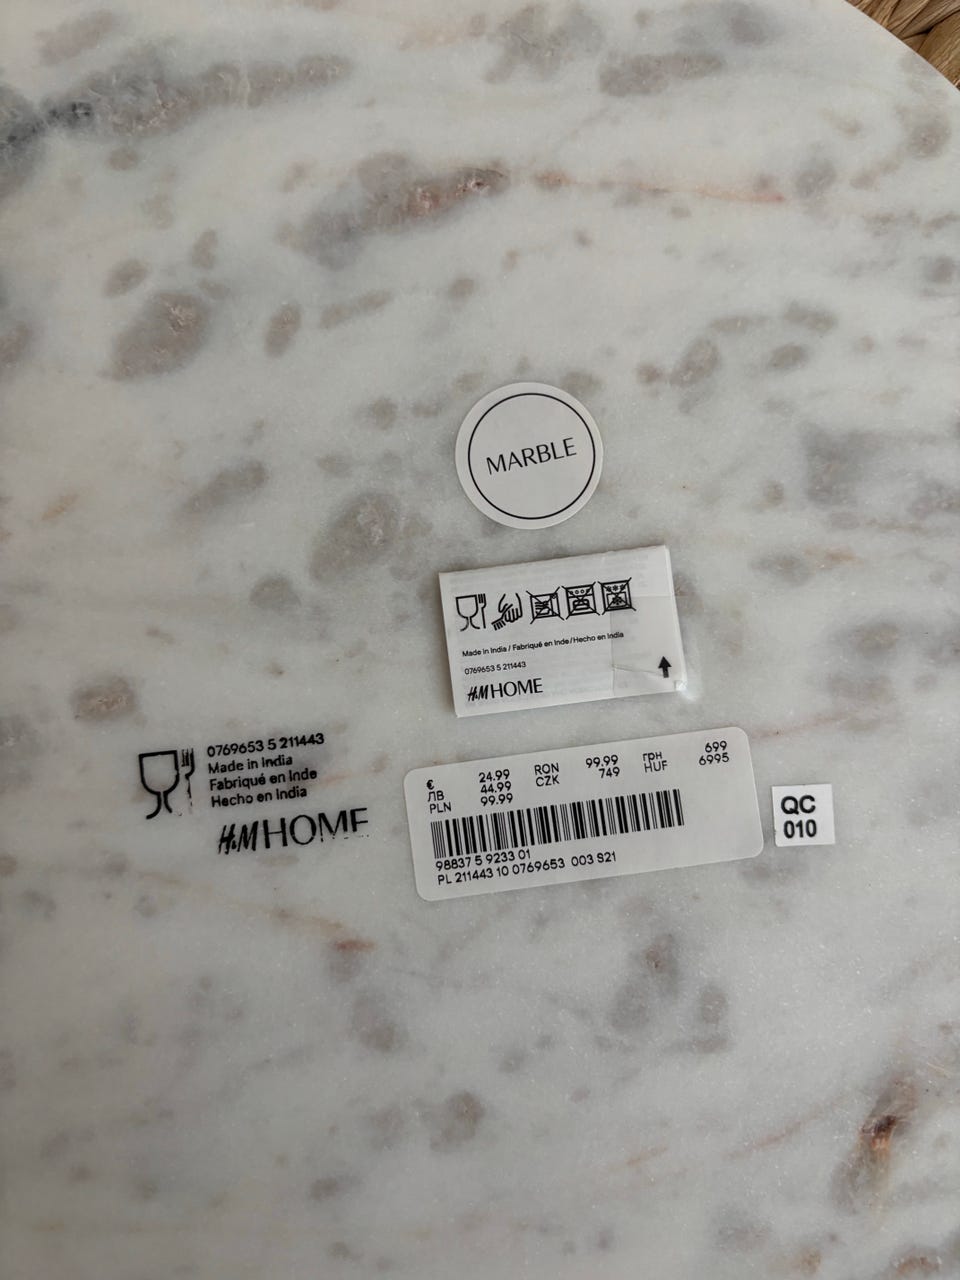 MARBLE
Made in India / Fabriqué en Inde / Hecho en India
0769653 5 211443
H&M HOME
0769653 5 211443
Made in India
Fabriqué en Inde
Hecho en India
H&M HOME
€ 24.99 RON 99.99 ГРН 699
ЛВ 44.99 CZK 749 HUF 6995
PLN 99.99
98837 5 9233 01
PL 211443 10 0769653 003 S21
QC
010